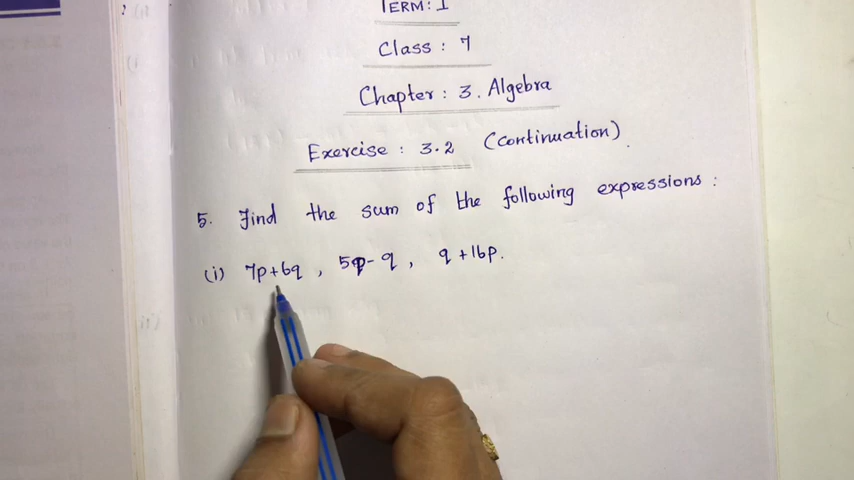 TERM: I
Class : 7
Chapter : 3. Algebra
Exercise : 3.2 (continuation)
5. Find the sum of the following expressions :
(i) 7p+6q , 5p-q , q+16p.